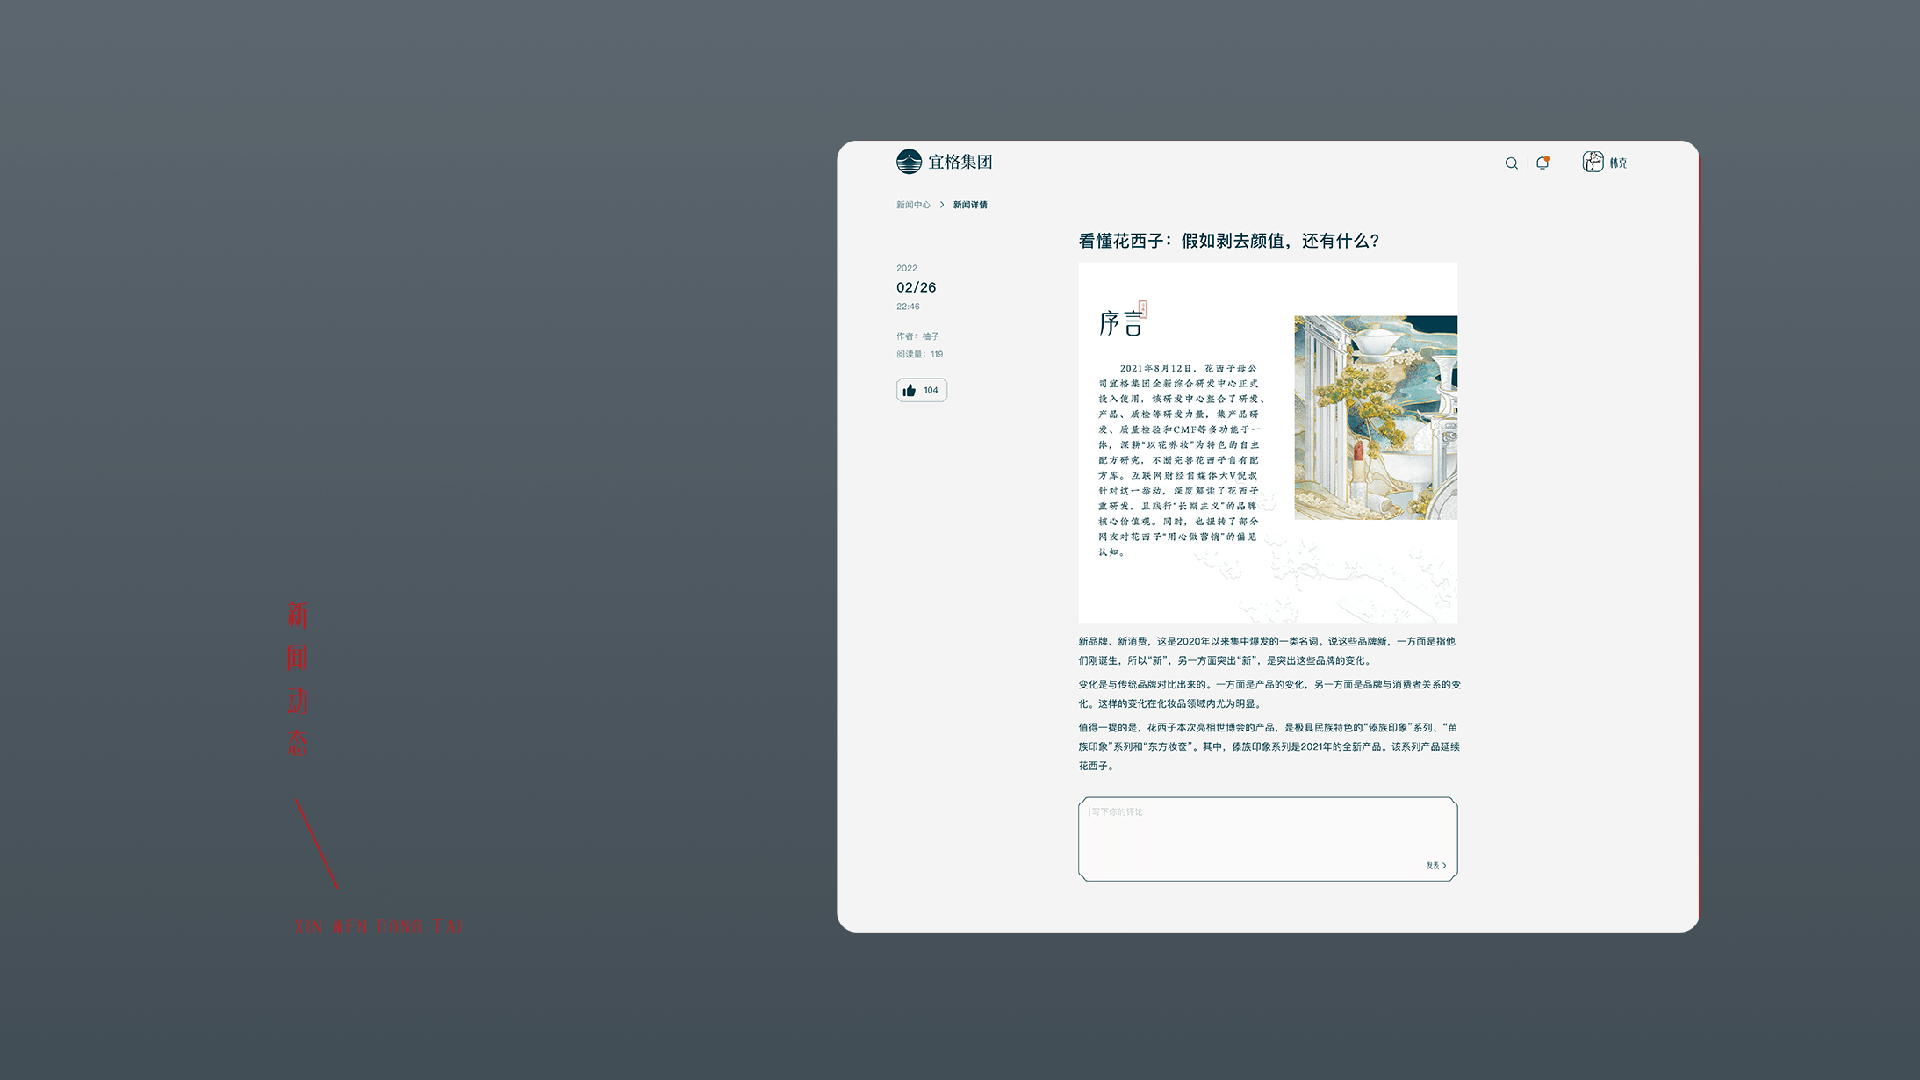 新闻动态
XIN WEN DONG TAI
宜格集团
林克
新闻中心 > 新闻详情
看懂花西子：假如剥去颜值，还有什么？
2022
02/26
22:46
作者：柚子
阅读量：119
104
序言
2021年8月12日，花西子母公
司宜格集团全新综合研发中心正式
投入使用，该研发中心整合了研发、
产品、质检等研发力量，集产品研
发、质量检验和CMF等多功能于一
体，深耕“以花养妆”为特色的自主
配方研究，不断完善花西子自有配
方库。互联网财经自媒体大V倪叔
针对这一举动，深度解读了花西子
重研发，且践行“长期主义”的品牌
核心价值观。同时，也扭转了部分
网友对花西子“用心做营销”的偏见
认知。
新品牌、新消费，这是2020年以来集中爆发的一类名词。说这些品牌新，一方面是指他
们刚诞生，所以“新”，另一方面突出“新”，是突出这些品牌的变化。
变化是与传统品牌对比出来的。一方面是产品的变化，另一方面是品牌与消费者关系的变
化。这样的变化在化妆品领域内尤为明显。
值得一提的是，花西子本次亮相世博会的产品，是极具民族特色的“傣族印象”系列、“苗
族印象”系列和“东方妆奁”。其中，傣族印象系列是2021年的全新产品。该系列产品延续
花西子。
写下你的评论
发表 >